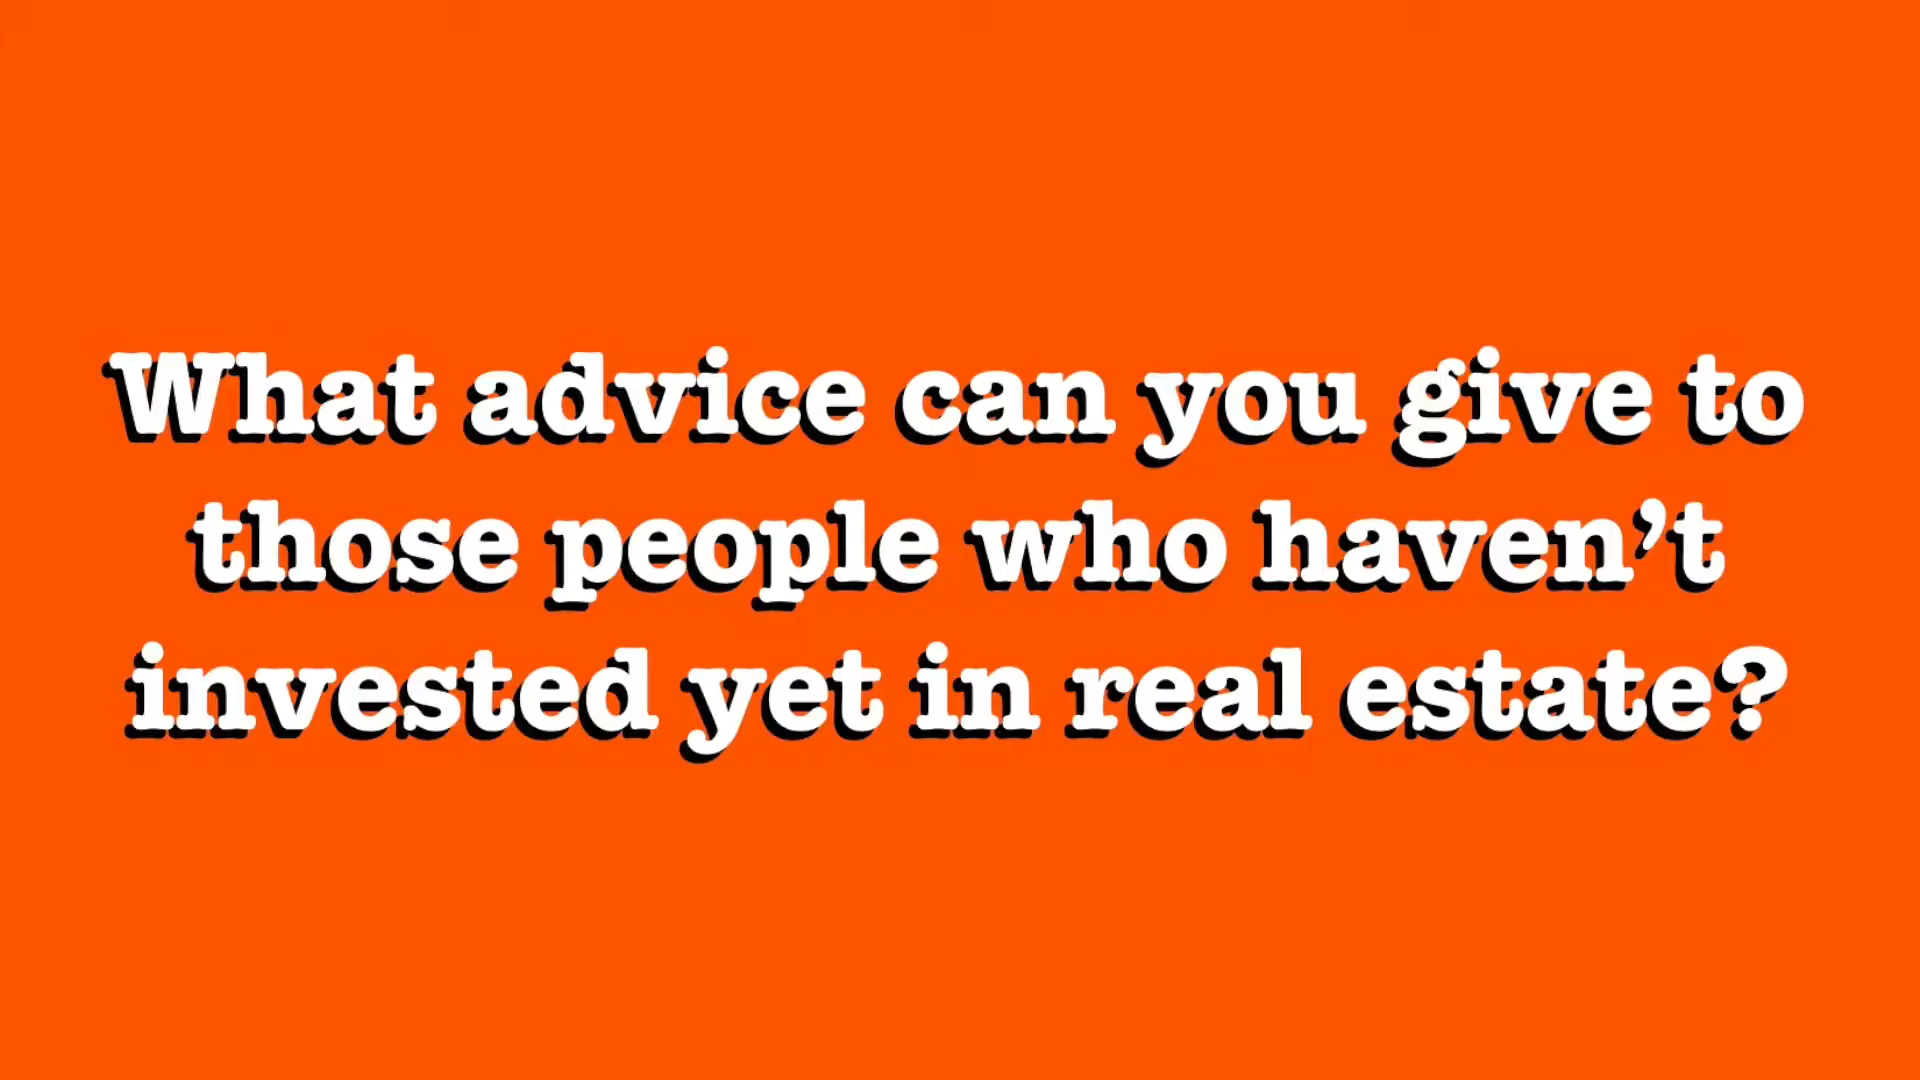 What advice can you give to
those people who haven’t
invested yet in real estate?